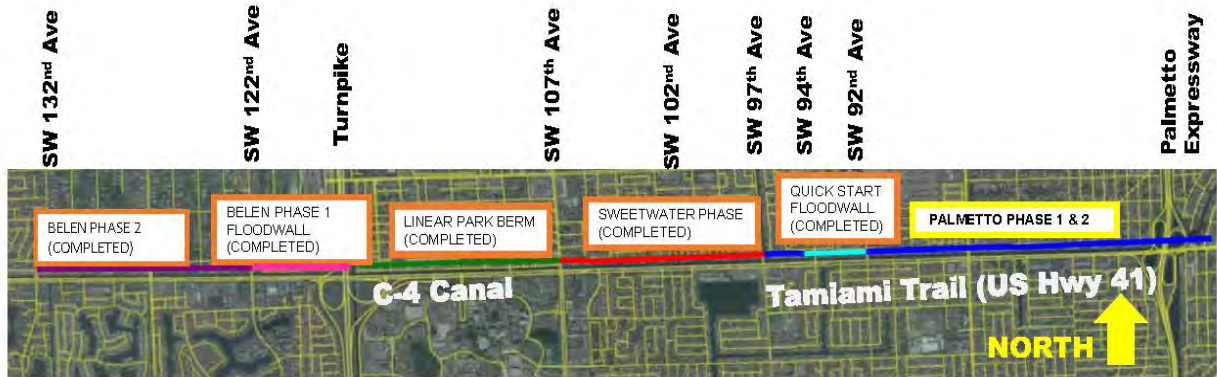 SW 132nd Ave
SW 122nd Ave
Turnpike
SW 107th Ave
SW 102nd Ave
SW 97th Ave
SW 94th Ave
SW 92nd Ave
Palmetto
Expressway
BELEN PHASE 2
(COMPLETED)
BELEN PHASE 1
FLOODWALL
(COMPLETED)
LINEAR PARK BERM
(COMPLETED)
SWEETWATER PHASE
(COMPLETED)
QUICK START
FLOODWALL
(COMPLETED)
PALMETTO PHASE 1 & 2
C-4 Canal
Tamiami Trail (US Hwy 41)
NORTH